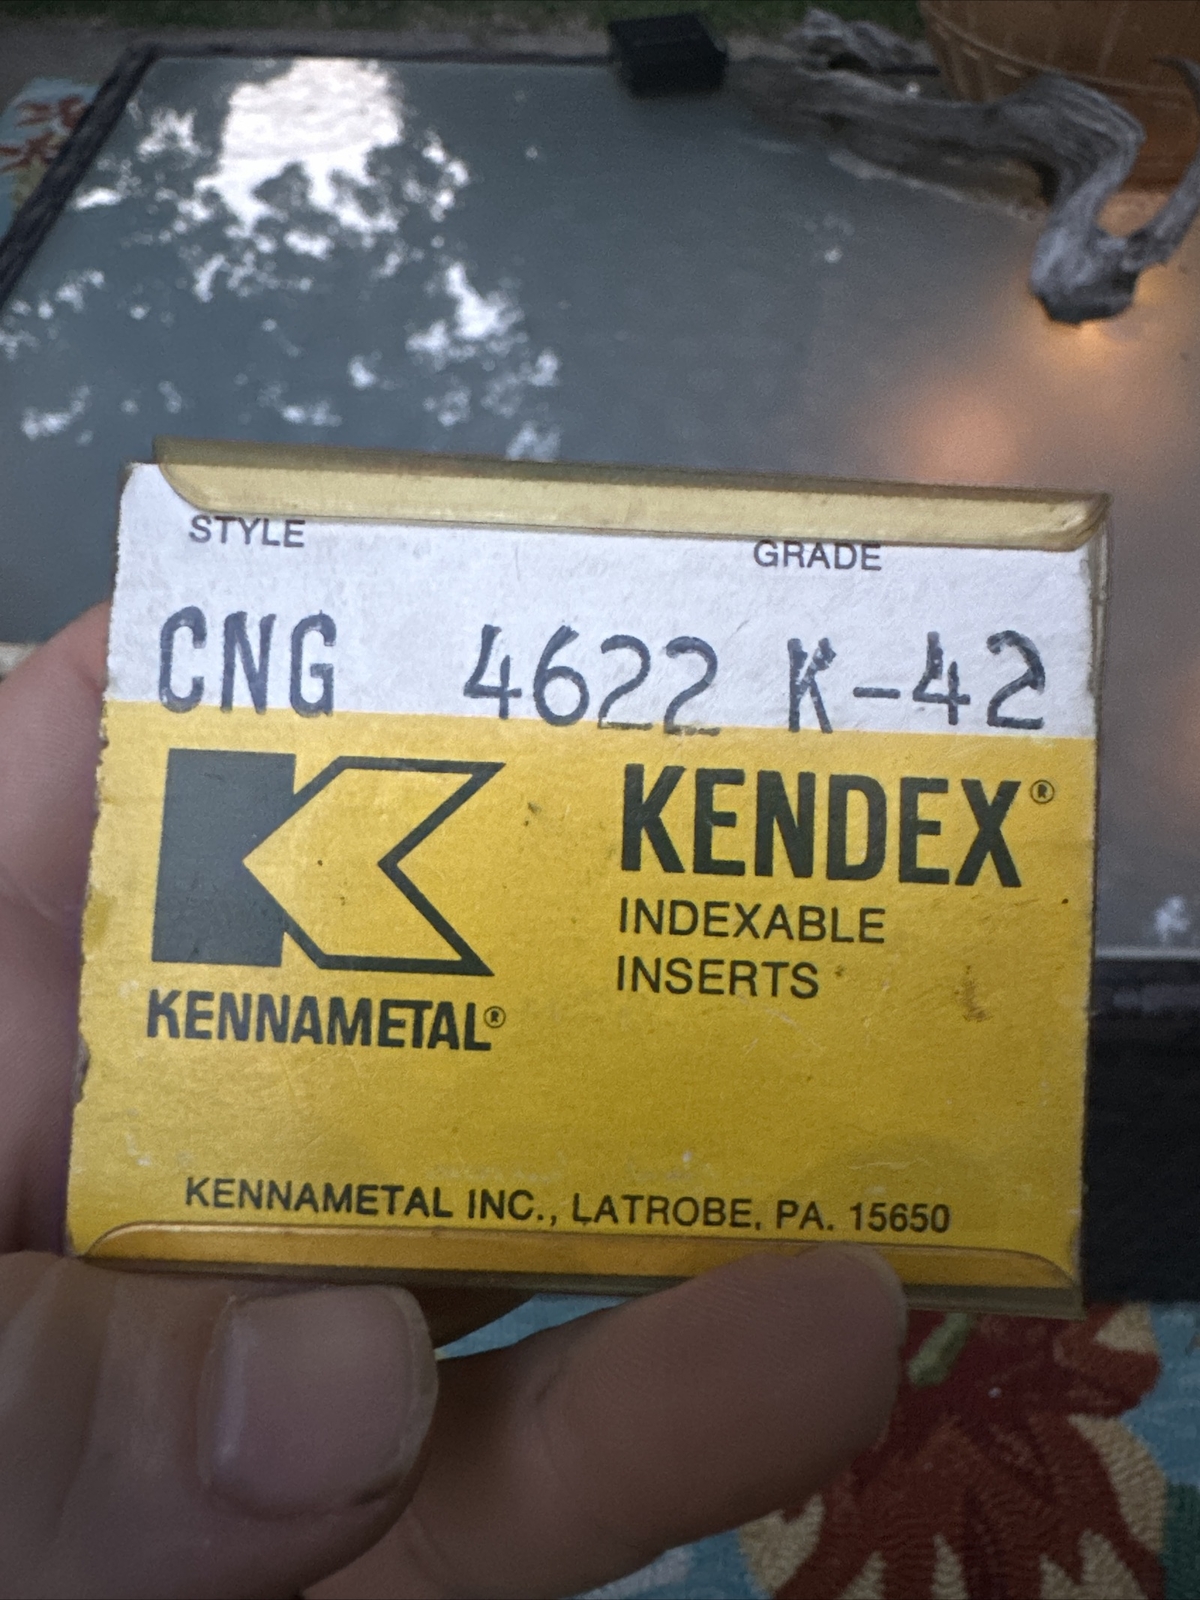 STYLE GRADE
CNG 4622 K-42
K
KENNAMETAL®
KENDEX®
INDEXABLE
INSERTS
KENNAMETAL INC., LATROBE, PA. 15650